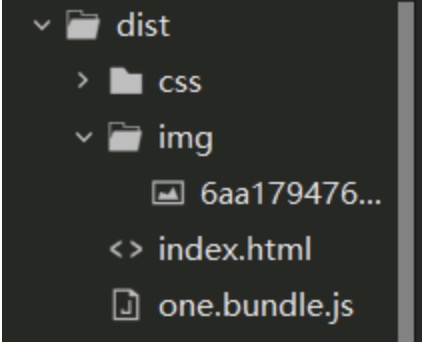 dist
css
img
6aa179476...
index.html
one.bundle.js